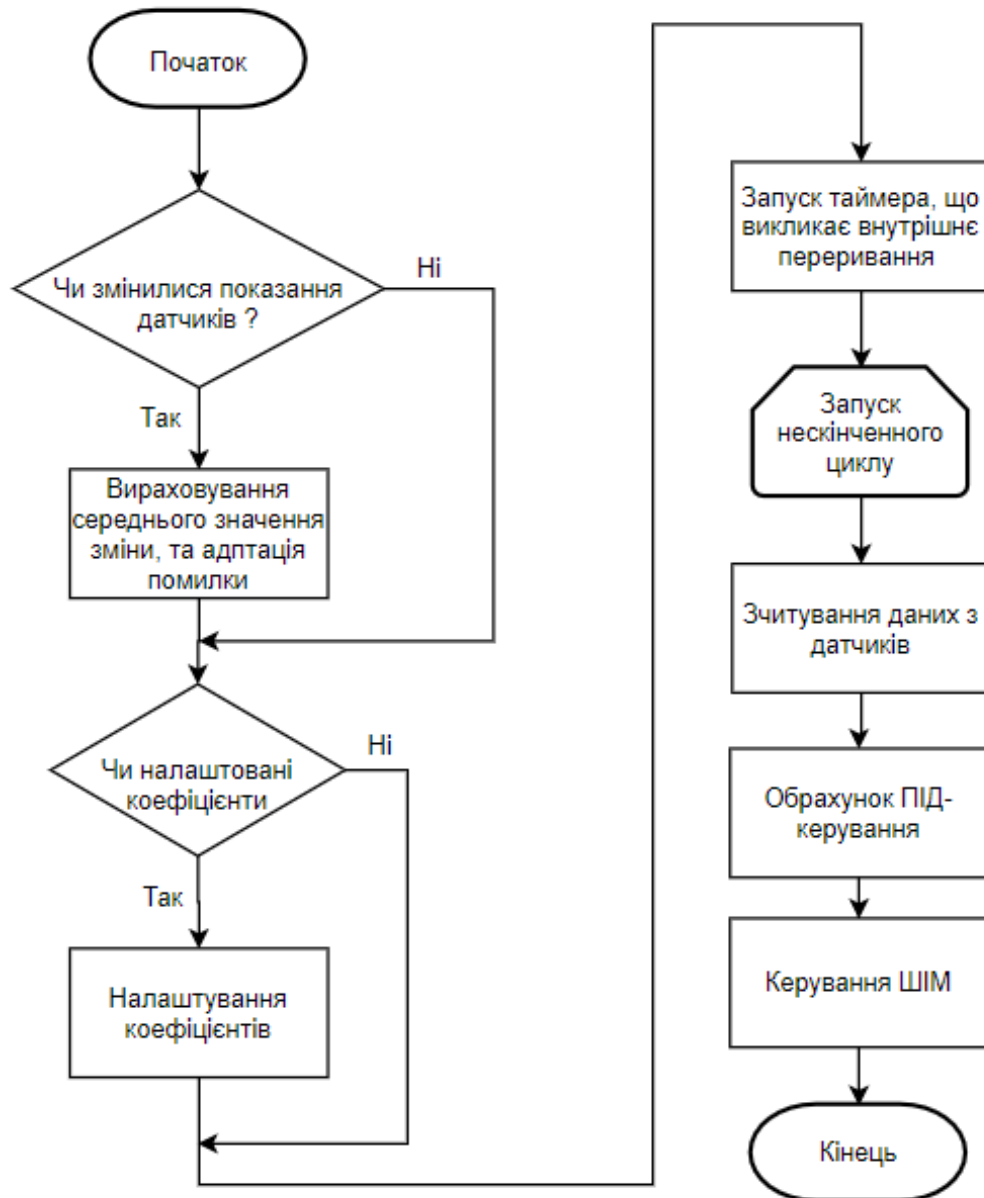 Початок
Чи змінилися показання
датчиків ?
Ні
Так
Вираховування
середнього значення
зміни, та адптація
помилки
Чи налаштовані
коефіцієнти
Ні
Так
Налаштування
коефіцієнтів
Запуск таймера, що
викликає внутрішнє
переривання
Запуск
нескінченного
циклу
Зчитування даних з
датчиків
Обрахунок ПІД-
керування
Керування ШІМ
Кінець